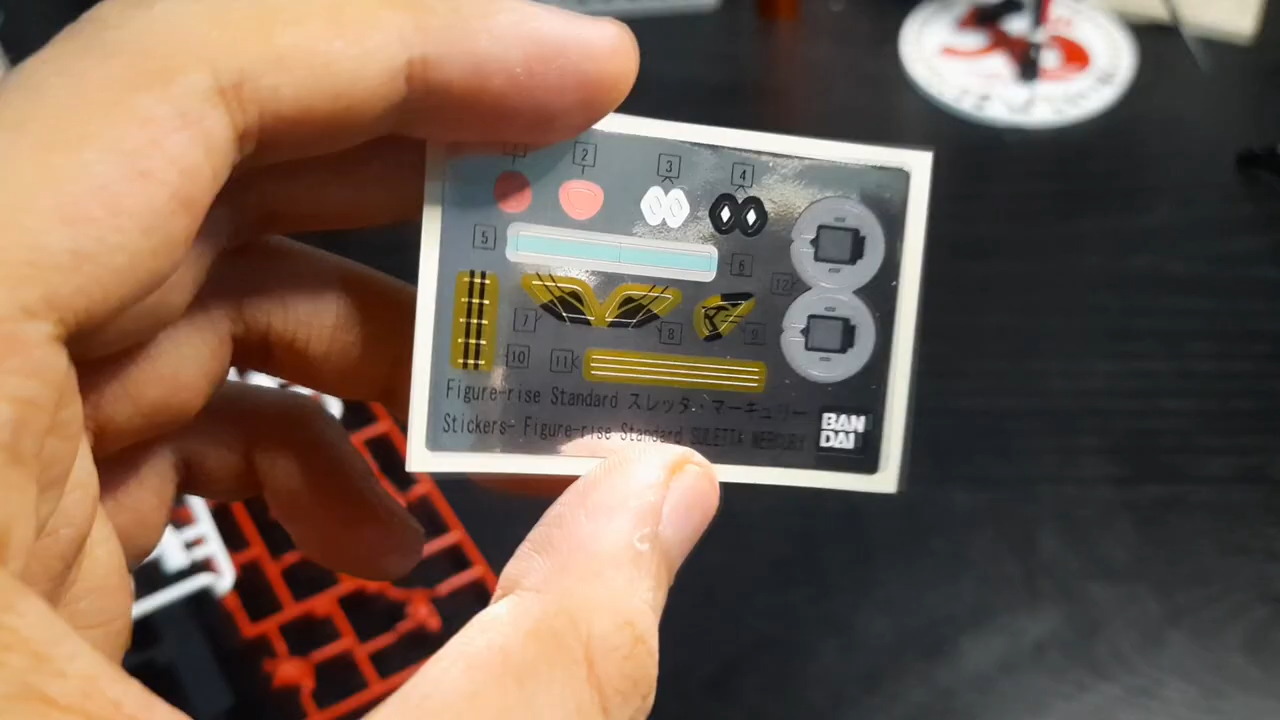 1 2 3 4
5 6 12
7 8 9
10 11
Figure-rise Standard スレッタ・マーキュリー
Stickers- Figure-rise Standard SULETTA MERCURY
BAN
DAI